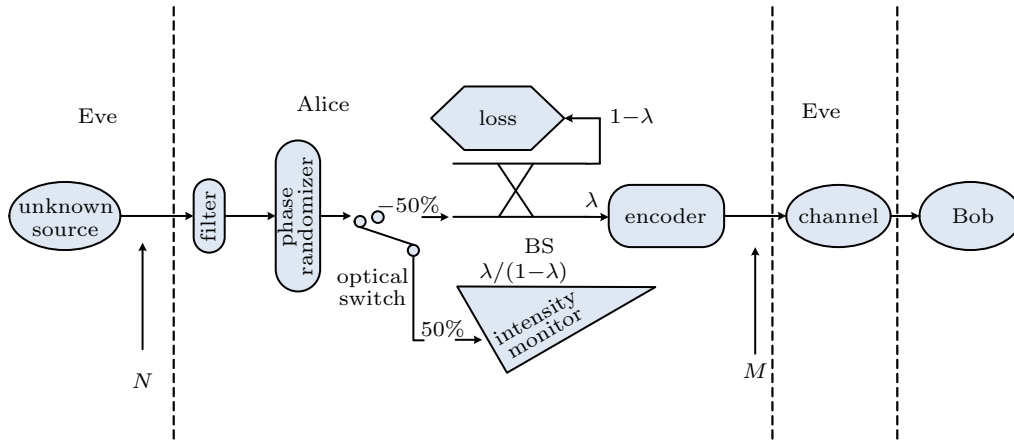 Eve
Alice
Eve
loss
1−λ
unknown
source
filter
phase
randomizer
−50%
λ
encoder
channel
Bob
BS
optical
switch
λ/(1−λ)
50%
intensity
monitor
N
M